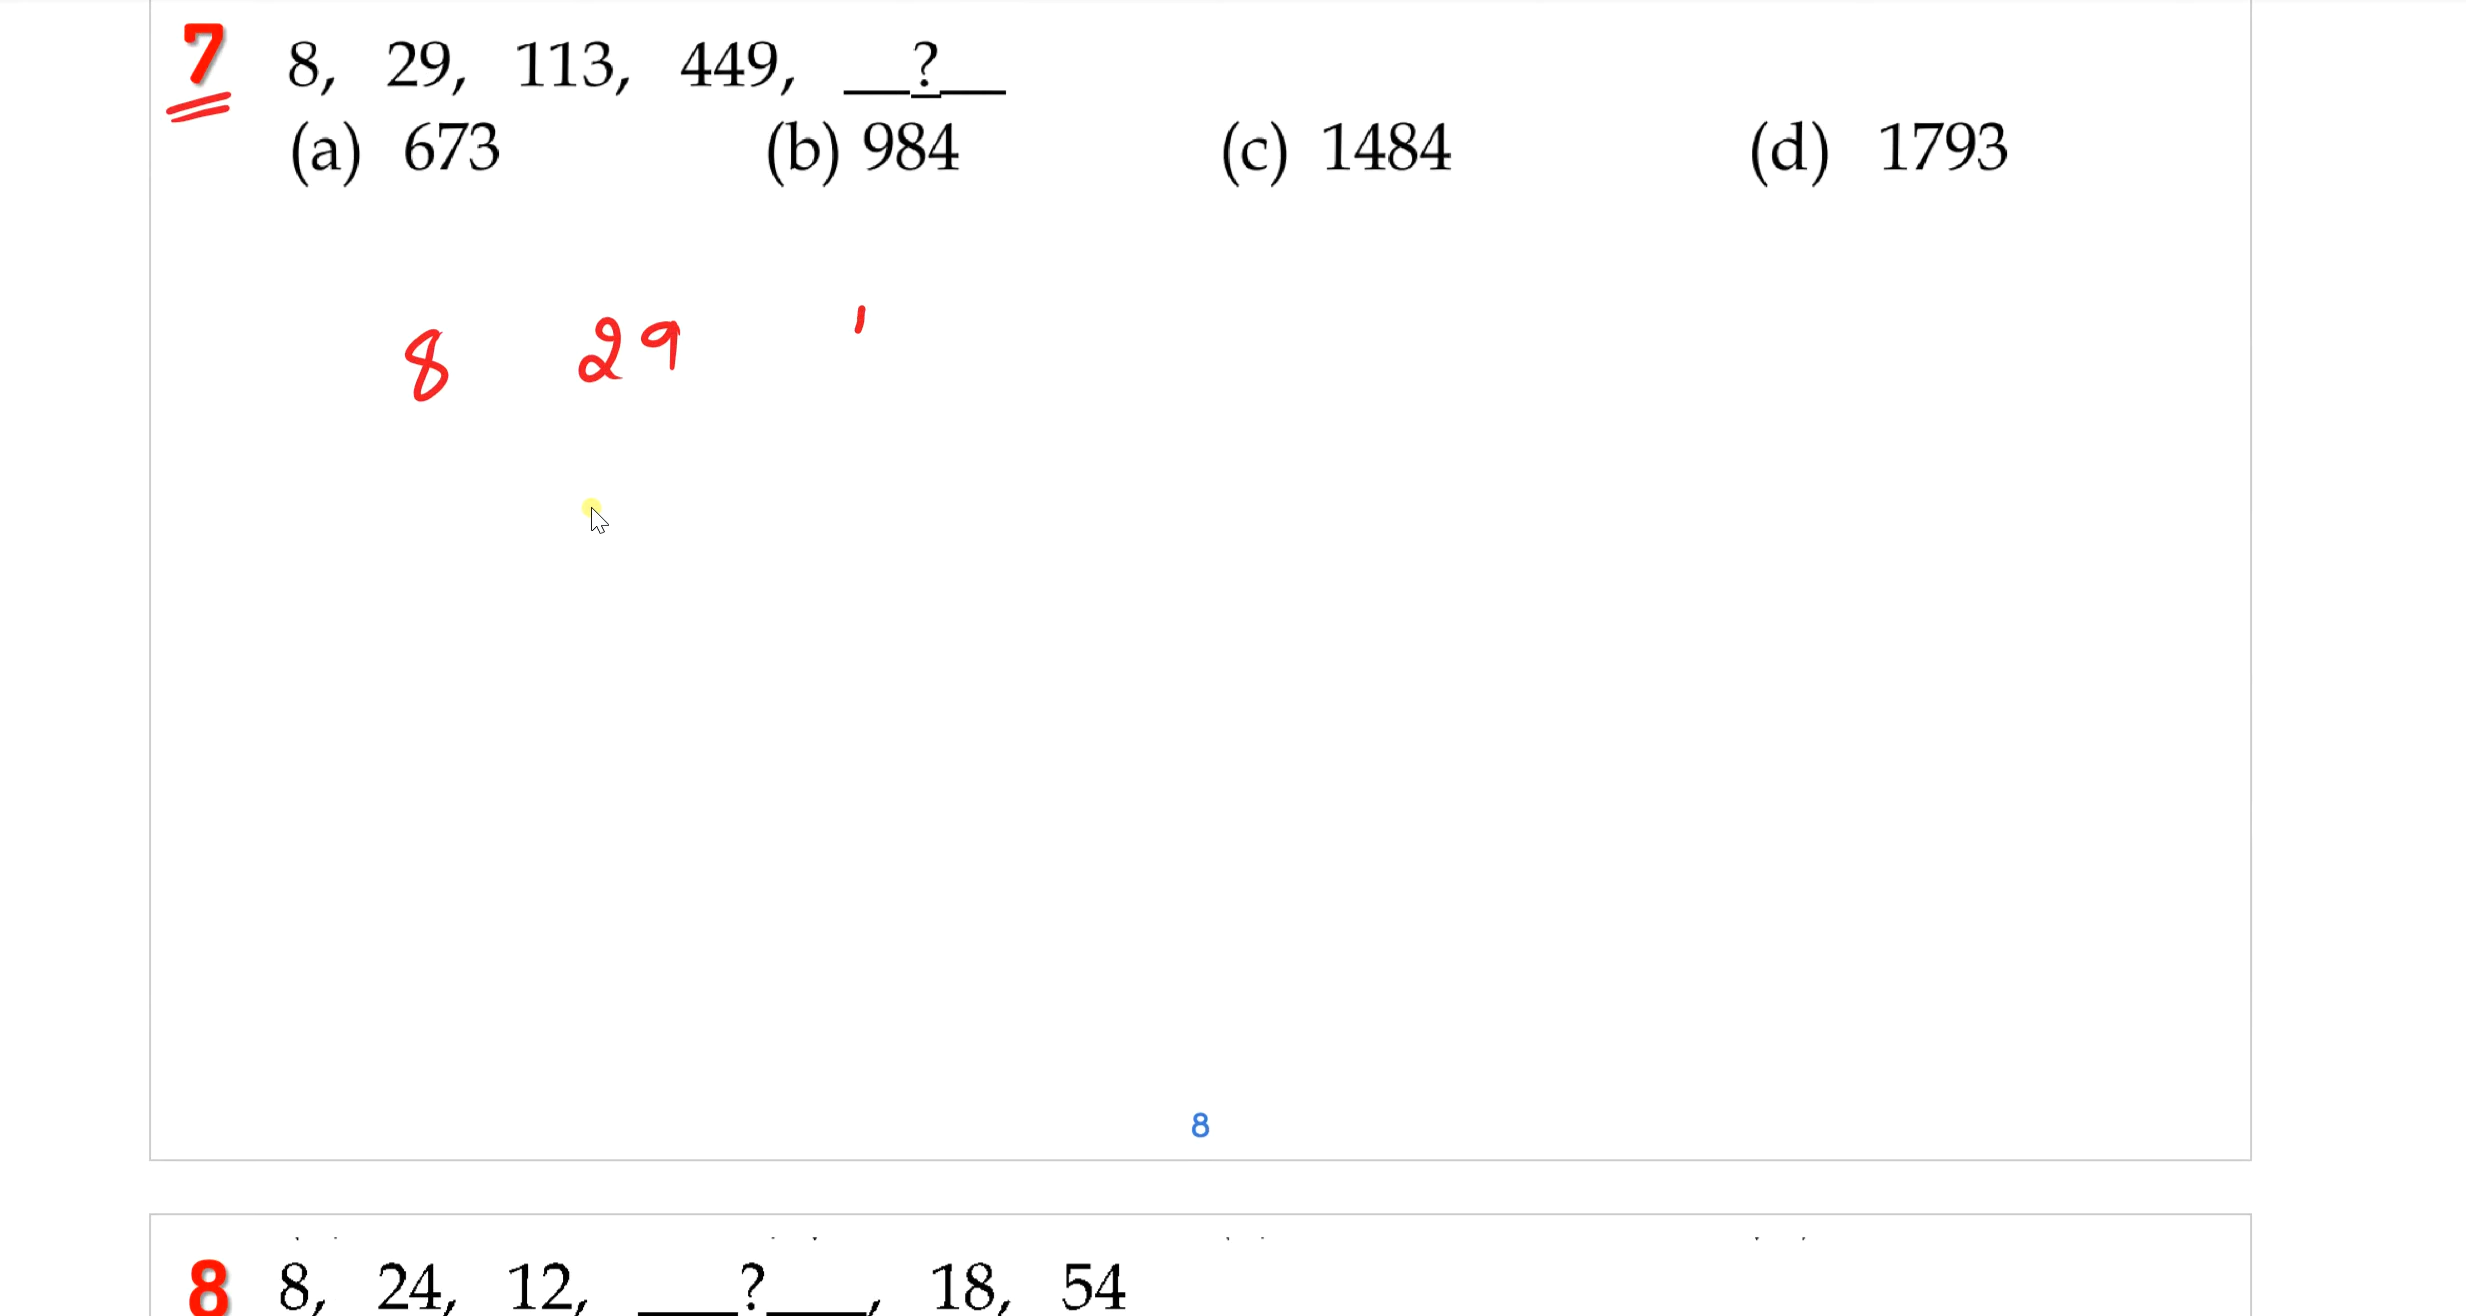 7 8, 29, 113, 449, __?__
(a) 673 (b) 984 (c) 1484 (d) 1793
8 29 1
8
8 8, 24, 12, ___?___, 18, 54